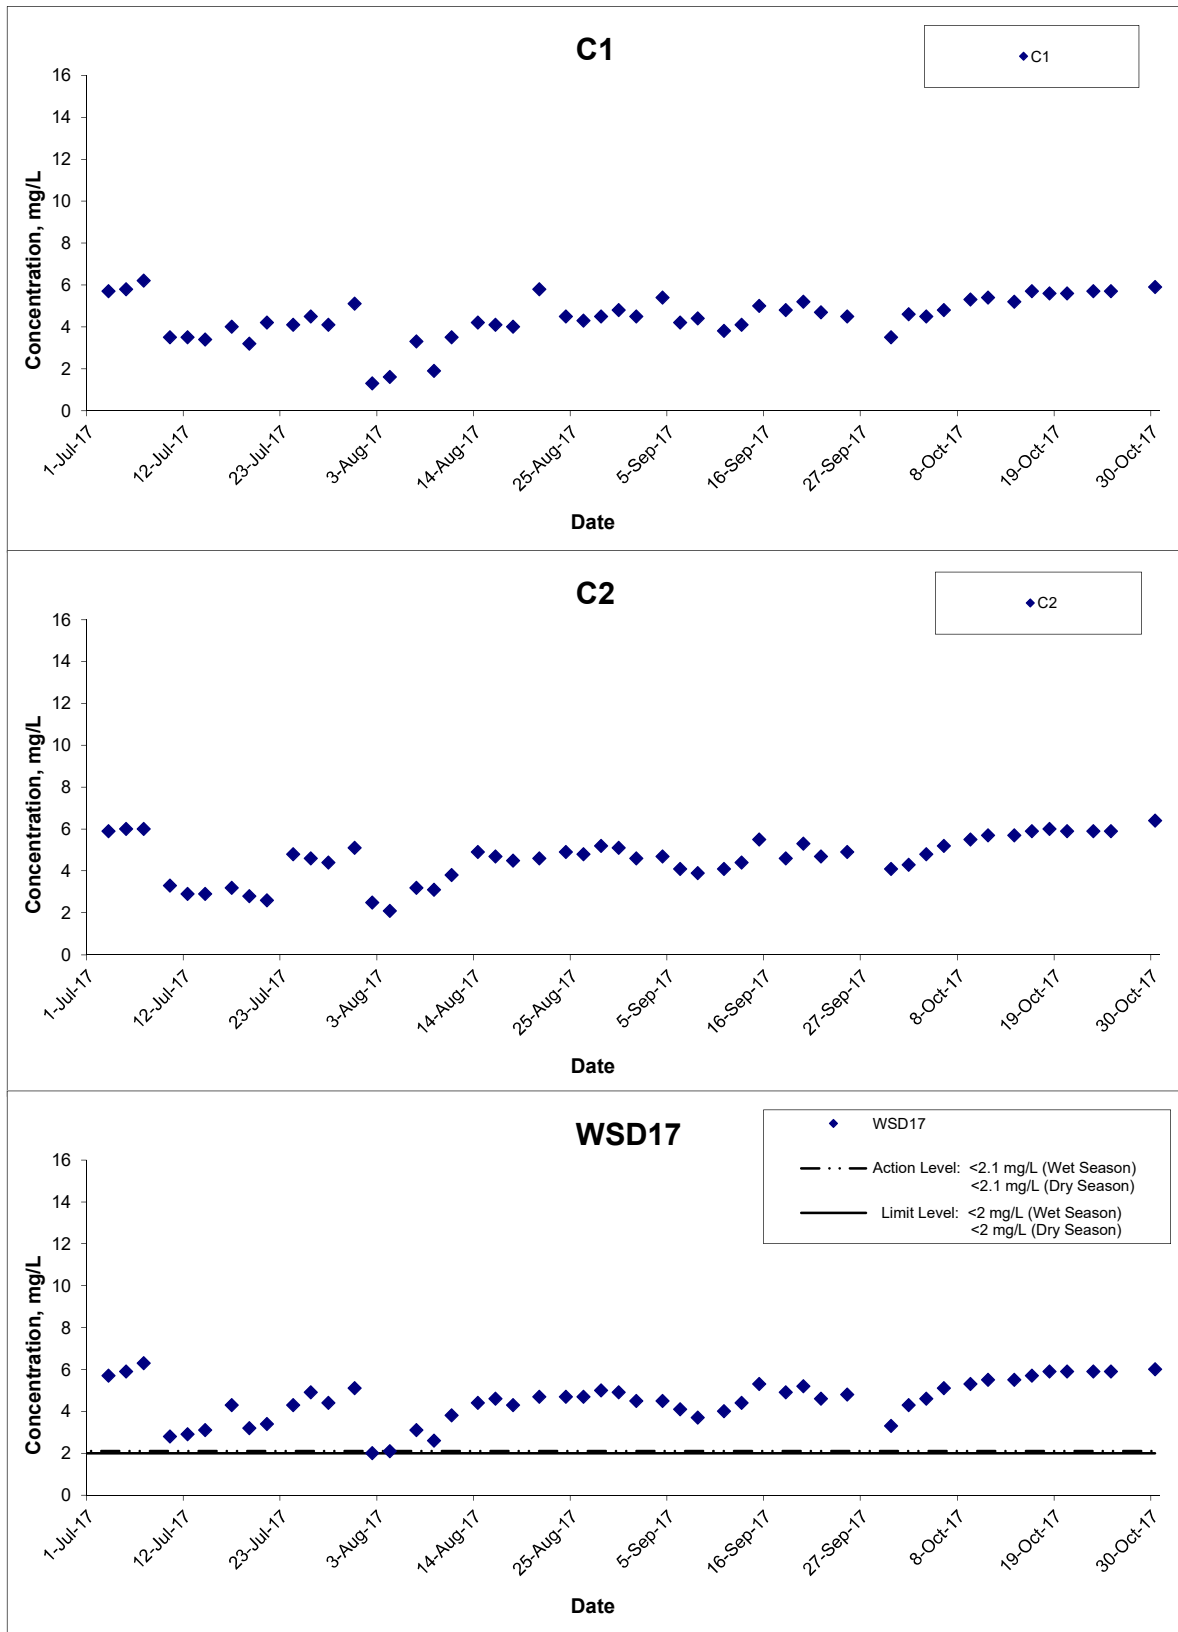 C1
C1
Concentration, mg/L
16
14
12
10
8
6
4
2
0
1-Jul-17
12-Jul-17
23-Jul-17
3-Aug-17
14-Aug-17
25-Aug-17
5-Sep-17
16-Sep-17
27-Sep-17
8-Oct-17
19-Oct-17
30-Oct-17
Date
C2
C2
Concentration, mg/L
16
14
12
10
8
6
4
2
0
1-Jul-17
12-Jul-17
23-Jul-17
3-Aug-17
14-Aug-17
25-Aug-17
5-Sep-17
16-Sep-17
27-Sep-17
8-Oct-17
19-Oct-17
30-Oct-17
Date
WSD17
WSD17
Action Level: <2.1 mg/L (Wet Season)
<2.1 mg/L (Dry Season)
Limit Level: <2 mg/L (Wet Season)
<2 mg/L (Dry Season)
Concentration, mg/L
16
14
12
10
8
6
4
2
0
1-Jul-17
12-Jul-17
23-Jul-17
3-Aug-17
14-Aug-17
25-Aug-17
5-Sep-17
16-Sep-17
27-Sep-17
8-Oct-17
19-Oct-17
30-Oct-17
Date